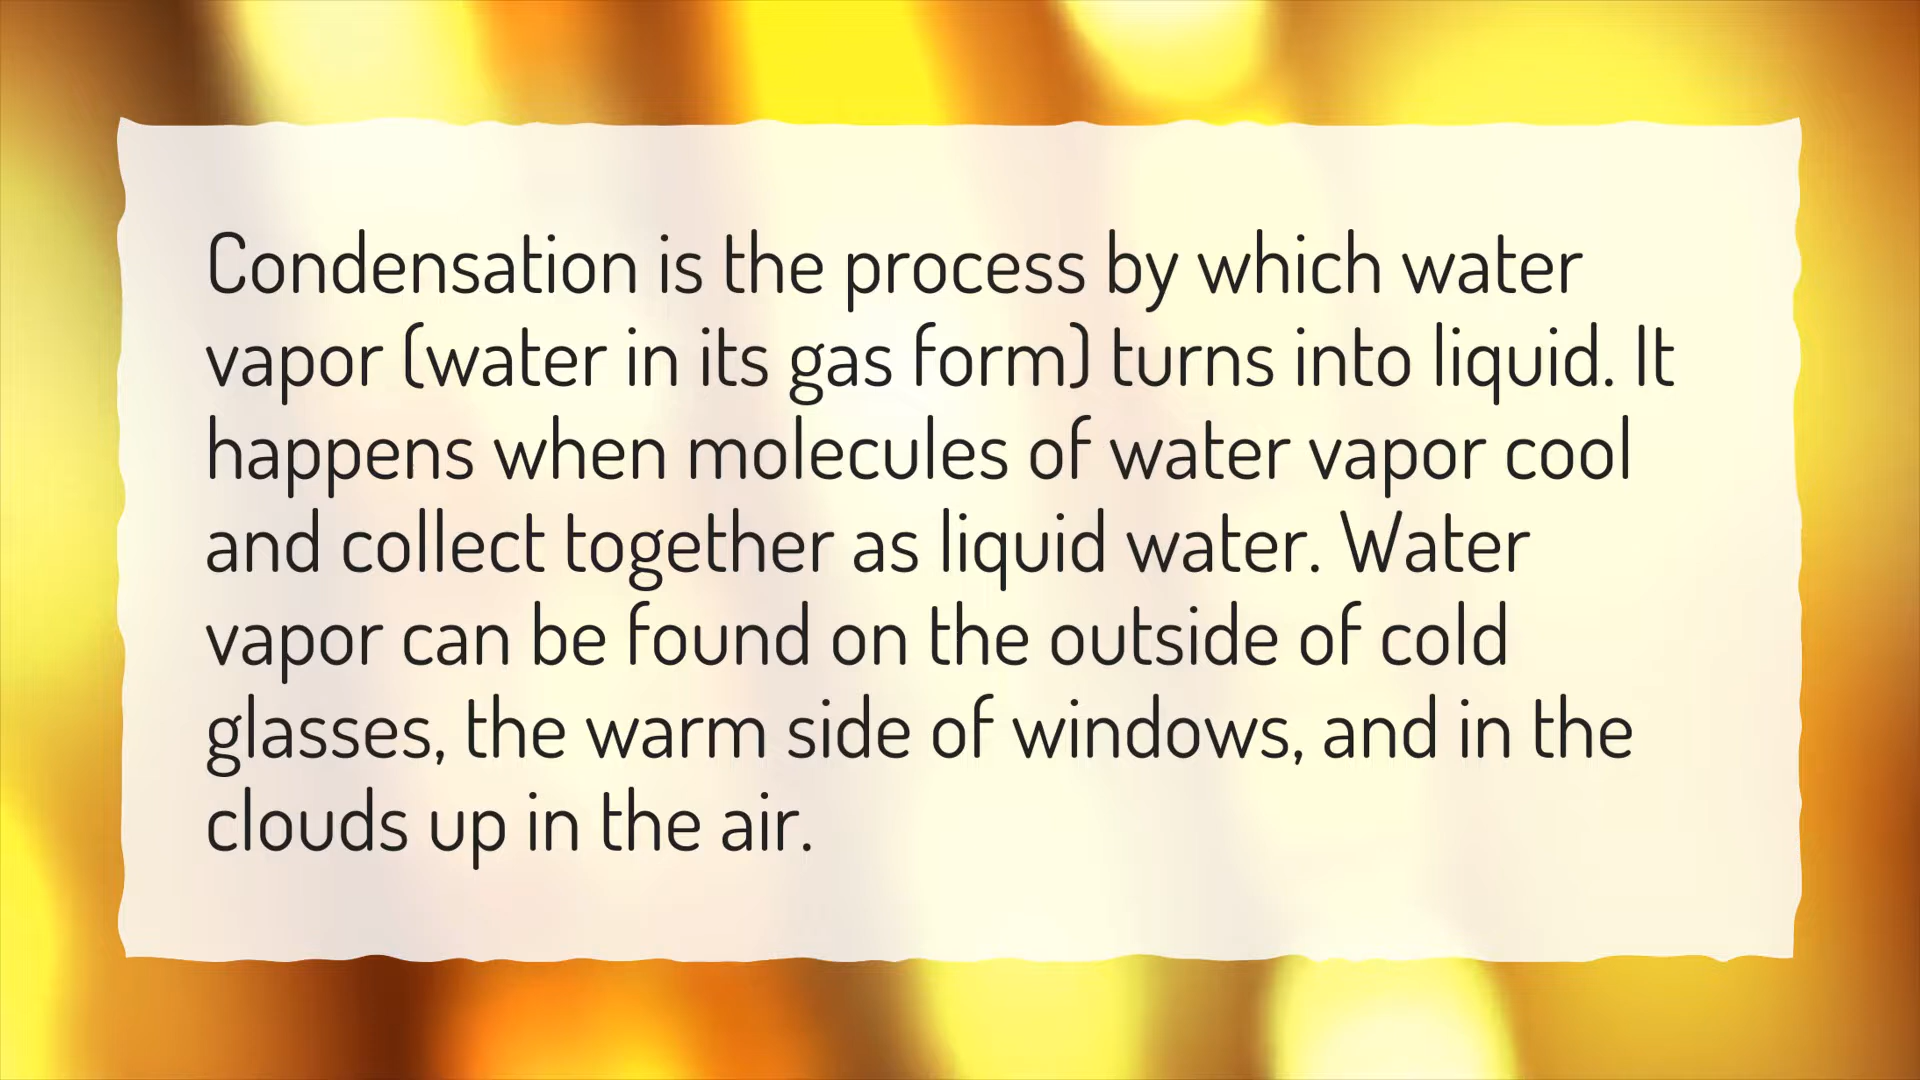 Condensation is the process by which water
vapor (water in its gas form) turns into liquid. It
happens when molecules of water vapor cool
and collect together as liquid water. Water
vapor can be found on the outside of cold
glasses, the warm side of windows, and in the
clouds up in the air.